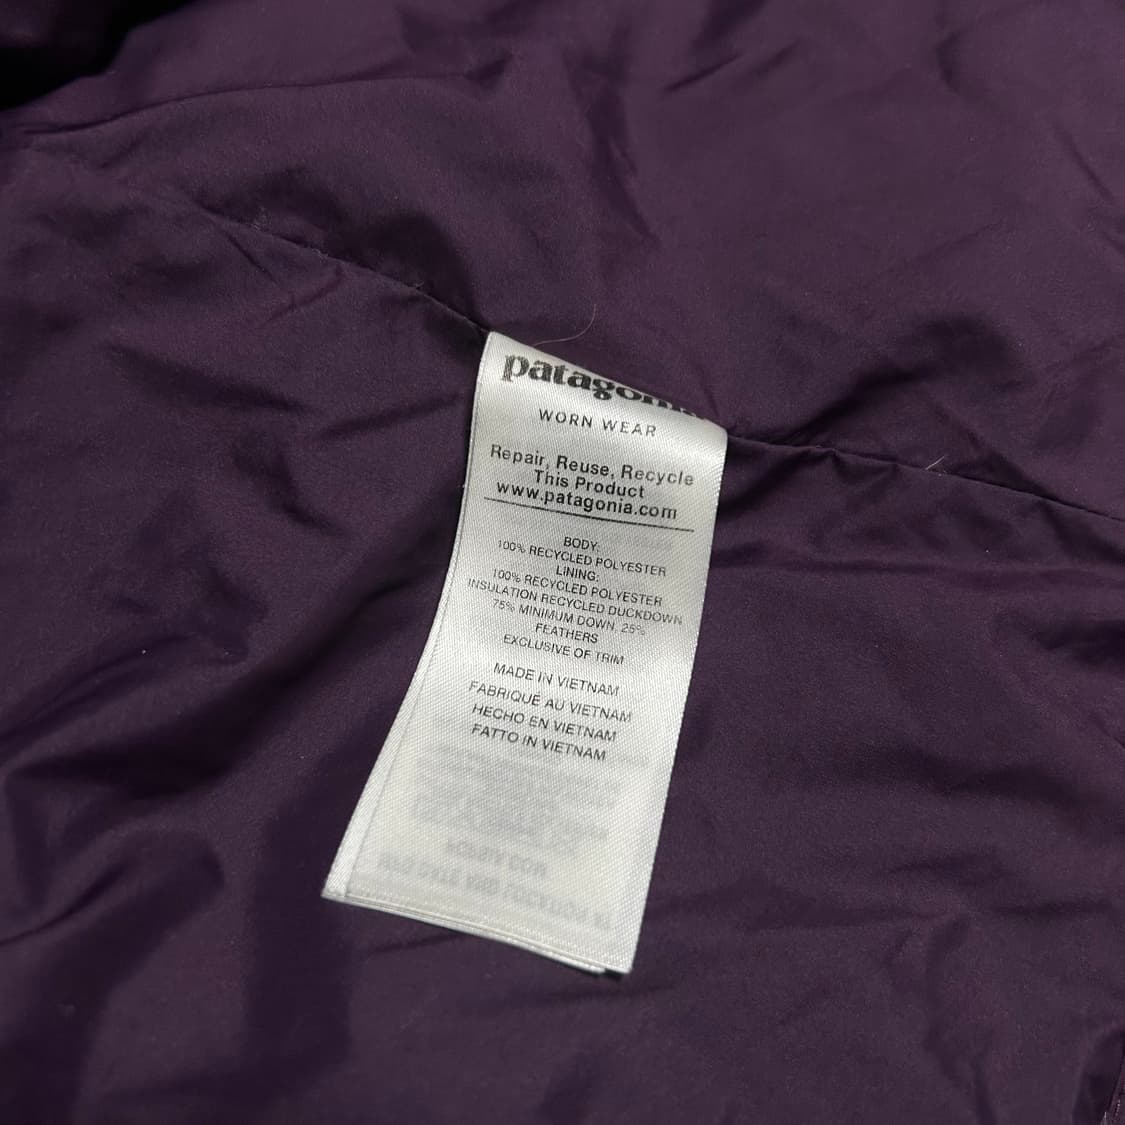 patagonia
WORN WEAR
Repair, Reuse, Recycle
This Product
www.patagonia.com
BODY:
100% RECYCLED POLYESTER
LINING:
100% RECYCLED POLYESTER
INSULATION RECYCLED DUCKDOWN
75% MINIMUM DOWN, 25%
FEATHERS
EXCLUSIVE OF TRIM
MADE IN VIETNAM
FABRIQUÉ AU VIETNAM
HECHO EN VIETNAM
FATTO IN VIETNAM